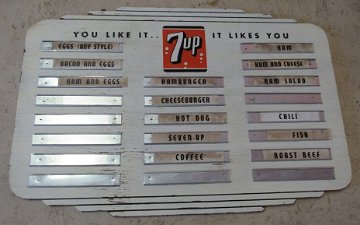 YOU LIKE IT.. 7up IT LIKES YOU
EGGS (ANY STYLE)
BACON AND EGGS
HAM AND EGGS
HAMBURGER
CHEESEBURGER
HOT DOG
SEVEN-UP
COFFEE
HAM
HAM AND CHEESE
HAM SALAD
CHILI
FISH
ROAST BEEF